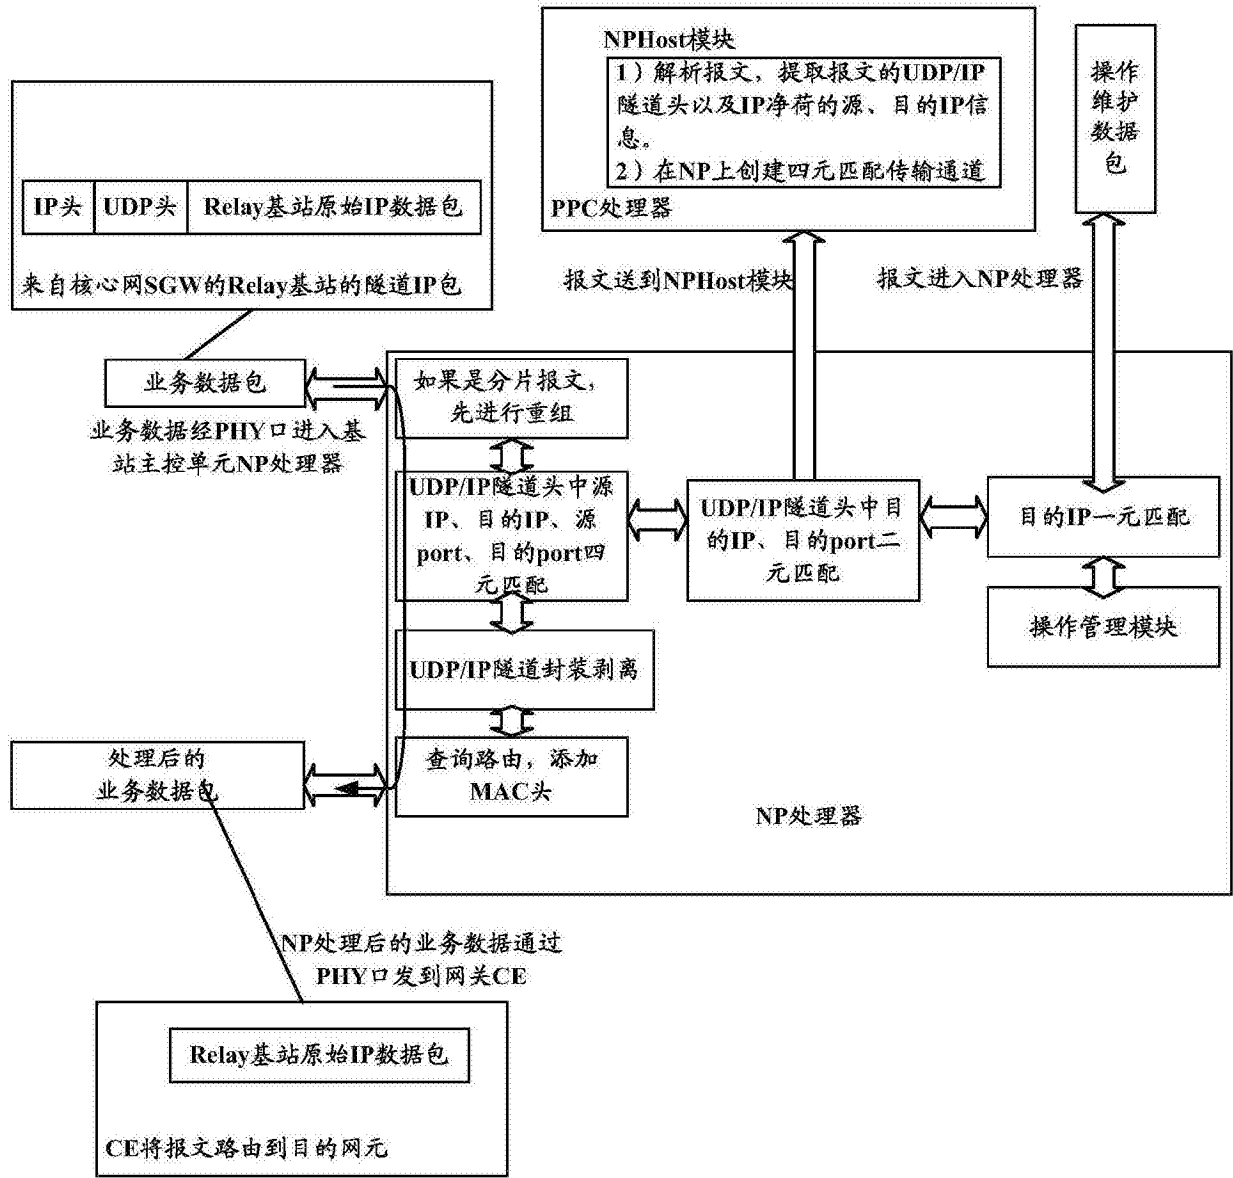 NPHost模块
1）解析报文，提取报文的UDP/IP
隧道头以及IP净荷的源、目的IP信
息。
2）在NP上创建四元匹配传输通道
PPC处理器
操作
维护
数据
包
IP头
UDP头
Relay基站原始IP数据包
来自核心网SGW的Relay基站的隧道IP包
报文送到NPHost模块
报文进入NP处理器
业务数据包
业务数据经PHY口进入基
站主控单元NP处理器
如果是分片报文，
先进行重组
UDP/IP隧道头中源
IP、目的IP、源
port、目的port四
元匹配
UDP/IP隧道头中目
的IP、目的port二
元匹配
目的IP一元匹配
操作管理模块
UDP/IP隧道封装剥离
查询路由，添加
MAC头
处理后的
业务数据包
NP处理器
NP处理后的业务数据通过
PHY口发到网关CE
Relay基站原始IP数据包
CE将报文路由到目的网元